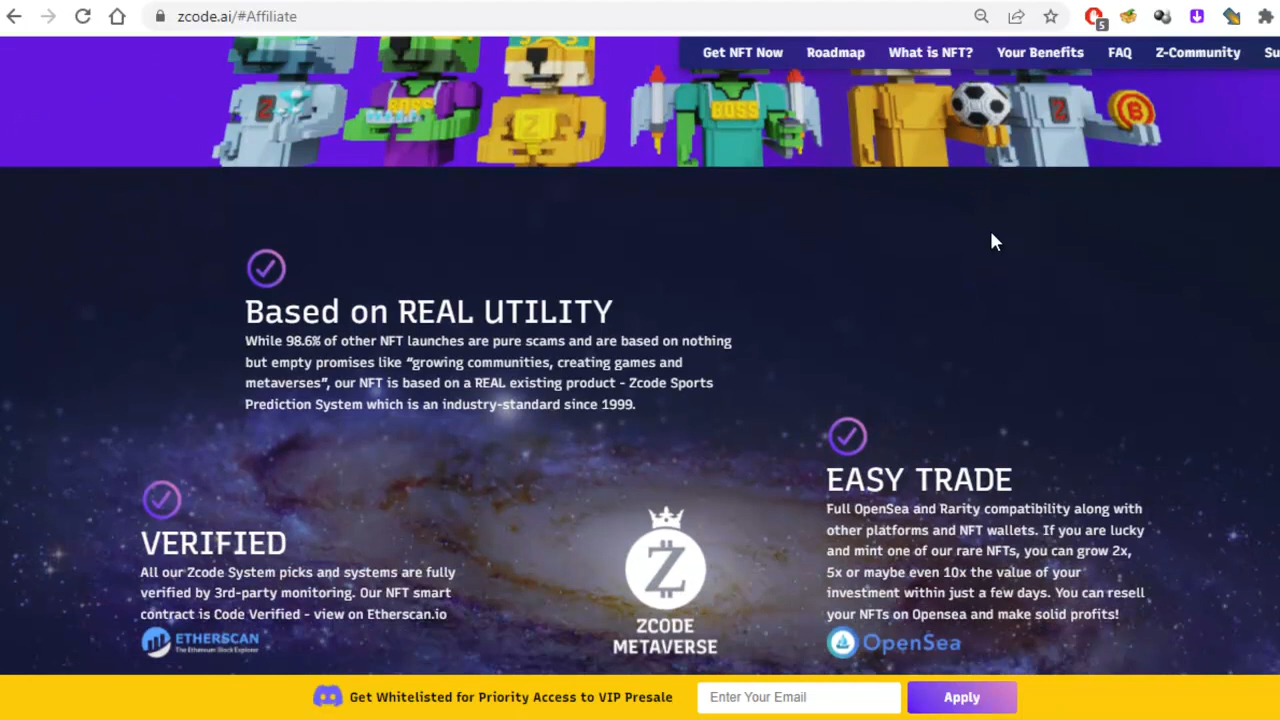 zcode.ai/#Affiliate
5
Get NFT Now Roadmap What is NFT? Your Benefits FAQ Z-Community Su
Z BOSS Z BOSS Z B
Based on REAL UTILITY
While 98.6% of other NFT launches are pure scams and are based on nothing
but empty promises like “growing communities, creating games and
metaverses”, our NFT is based on a REAL existing product - Zcode Sports
Prediction System which is an industry-standard since 1999.
VERIFIED
All our Zcode System picks and systems are fully
verified by 3rd-party monitoring. Our NFT smart
contract is Code Verified - view on Etherscan.io
ETHERSCAN
The Ethereum Block Explorer
Z
ZCODE
METAVERSE
EASY TRADE
Full OpenSea and Rarity compatibility along with
other platforms and NFT wallets. If you are lucky
and mint one of our rare NFTs, you can grow 2x,
5x or maybe even 10x the value of your
investment within just a few days. You can resell
your NFTs on Opensea and make solid profits!
OpenSea
Get Whitelisted for Priority Access to VIP Presale Enter Your Email Apply